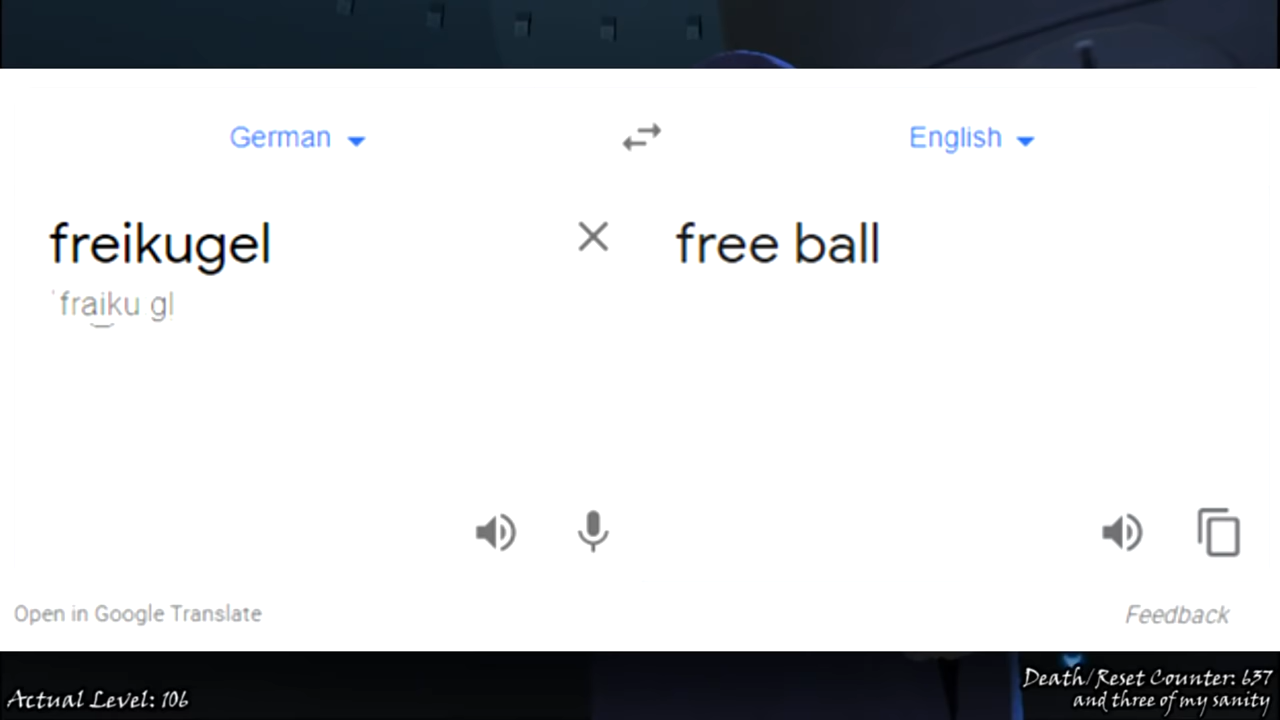 German
English
freikugel
free ball
ˈfraiku gl
Open in Google Translate
Feedback
Actual Level: 106
Death/Reset Counter: 637
and three of my sanity